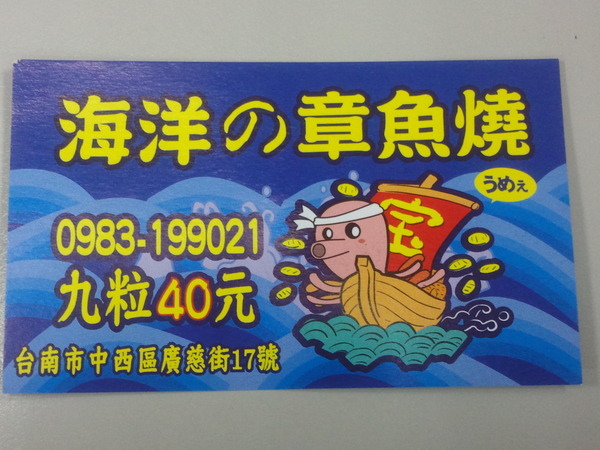 海洋の章魚燒
うめぇ
宝
0983-199021
九粒40元
台南市中西區廣慈街17號